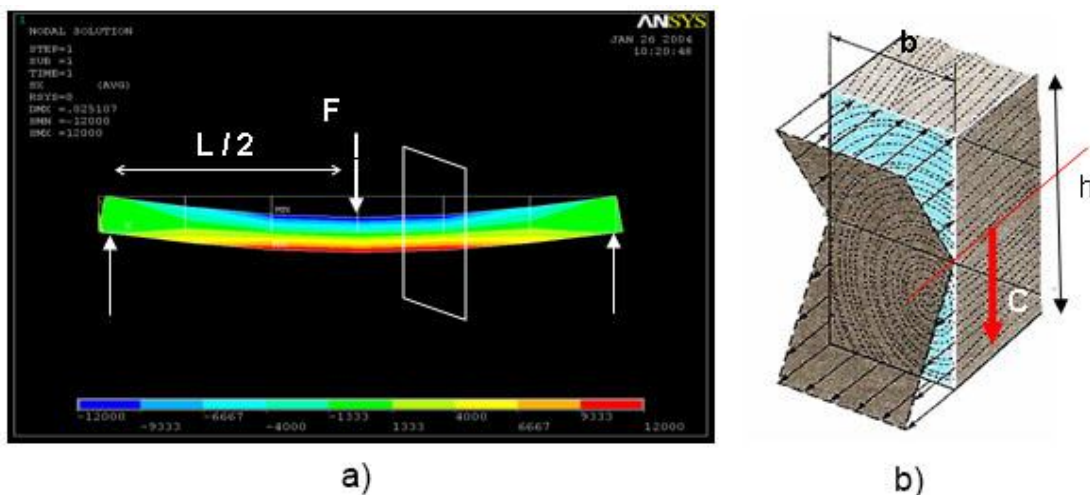 1
NODAL SOLUTION
STEP=1
SUB =1
TIME=1
SX (AVG)
RSYS=0
DMX =.025107
SMN =-12000
SMX =12000
ANSYS
JAN 26 2004
10:20:48
F
L / 2
MN
-12000
-9333
-6667
-4000
-1333
1333
4000
6667
9333
12000
a)
b
h
C
b)